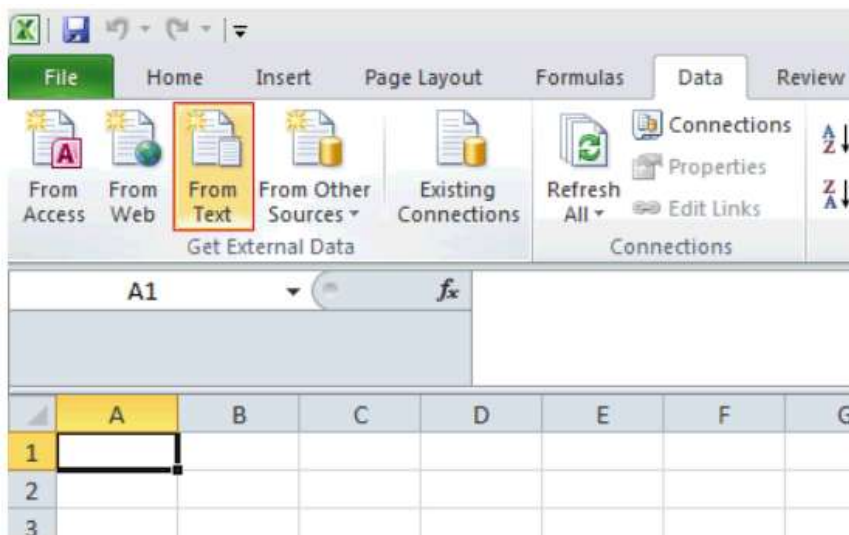 File Home Insert Page Layout Formulas Data Review
From Access
From Web
From Text
From Other Sources
Existing Connections
Get External Data
Refresh All
Connections
Properties
Edit Links
Connections
A Z
Z A
A1 fx
A B C D E F G
1
2
3